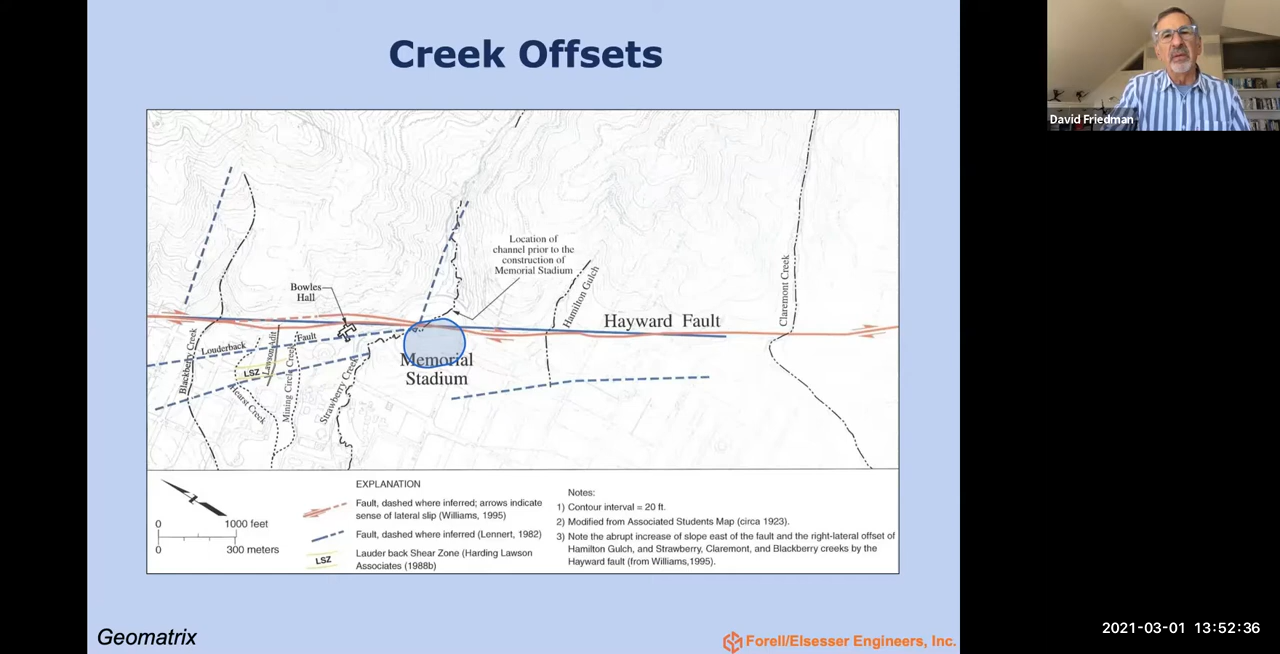 Creek Offsets
David Friedman
Location of
channel prior to the
construction of
Memorial Stadium
Bowles
Hall
Hamilton Gulch
Claremont Creek
Hayward Fault
Blackberry Creek
Louderback
Fault
LSZ
Lawson Adit
Mining Circle Creek
Hearst Creek
Strawberry Creek
Memorial
Stadium
EXPLANATION
Fault, dashed where inferred; arrows indicate
sense of lateral slip (Williams, 1995)
Fault, dashed where inferred (Lennert, 1982)
LSZ
Lauder back Shear Zone (Harding Lawson
Associates (1988b)
0 1000 feet
0 300 meters
Notes:
1) Contour interval = 20 ft.
2) Modified from Associated Students Map (circa 1923).
3) Note the abrupt increase of slope east of the fault and the right-lateral offset of
Hamilton Gulch, and Strawberry, Claremont, and Blackberry creeks by the
Hayward fault (from Williams,1995).
Geomatrix
Forell/Elsesser Engineers, Inc.
2021-03-01 13:52:36